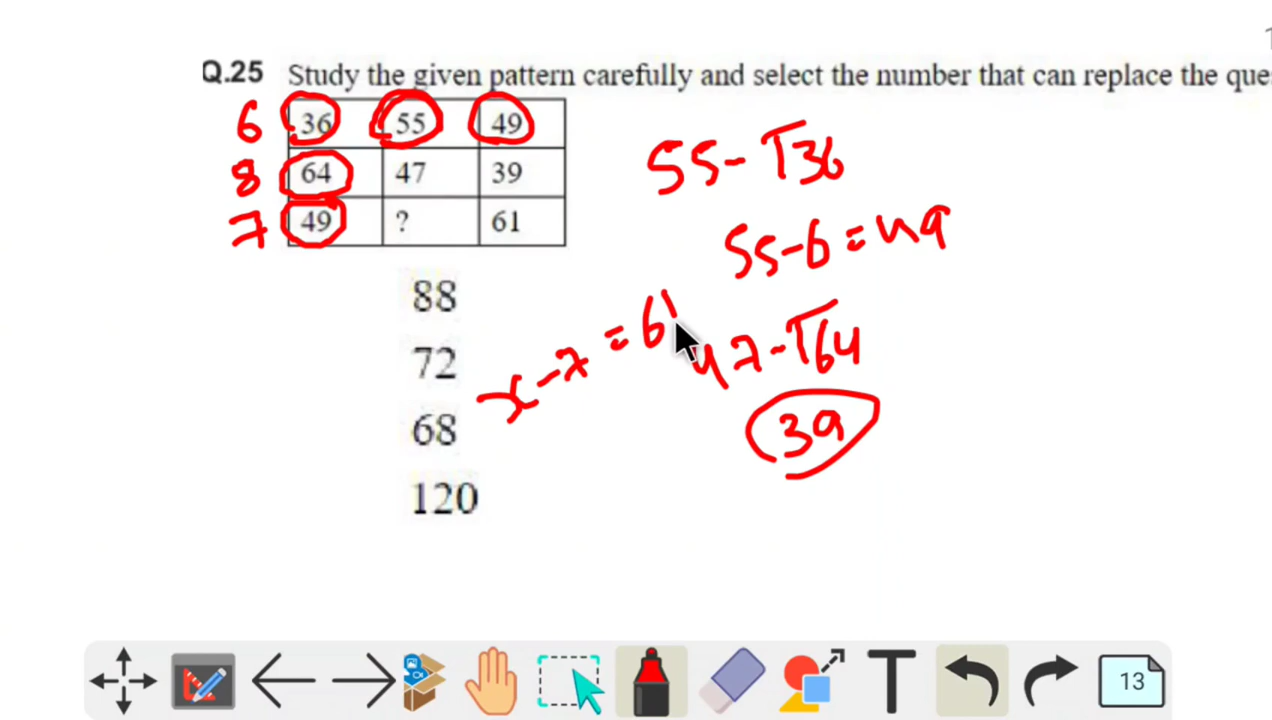 1
Q.25 Study the given pattern carefully and select the number that can replace the que
6 36 55 49
8 64 47 39
7 49 ? 61
88
72
68
120
55-√36
55-6=49
x-7=61
47-√64
39
T
13